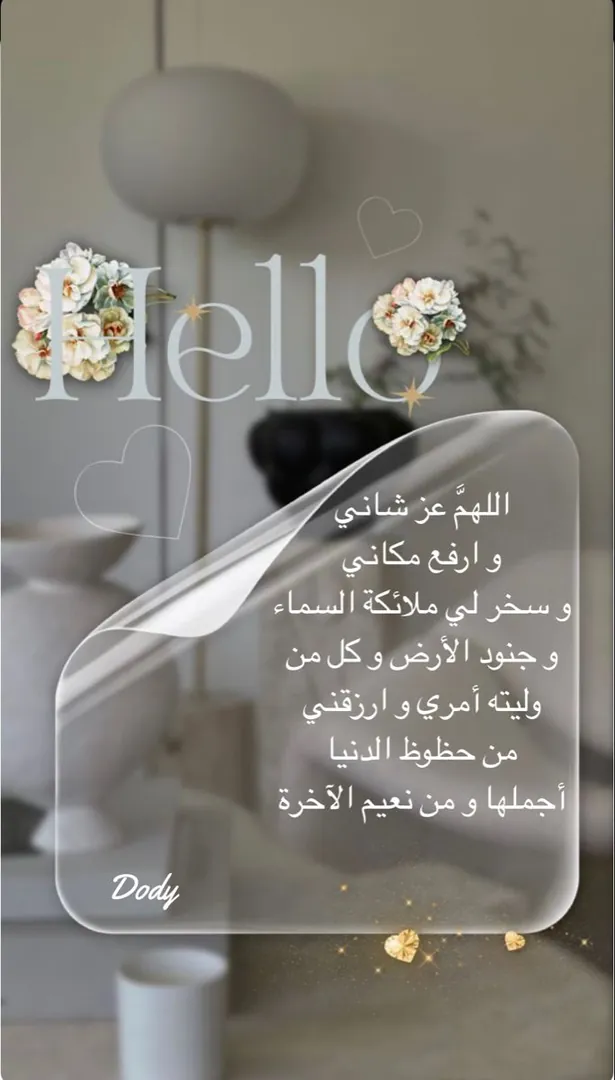 Hello
اللهمَّ عز شاني
و ارفع مكاني
و سخر لي ملائكة السماء
و جنود الأرض و كل من
وليته أمري و ارزقني
من حظوظ الدنيا
أجملها و من نعيم الآخرة
Dody